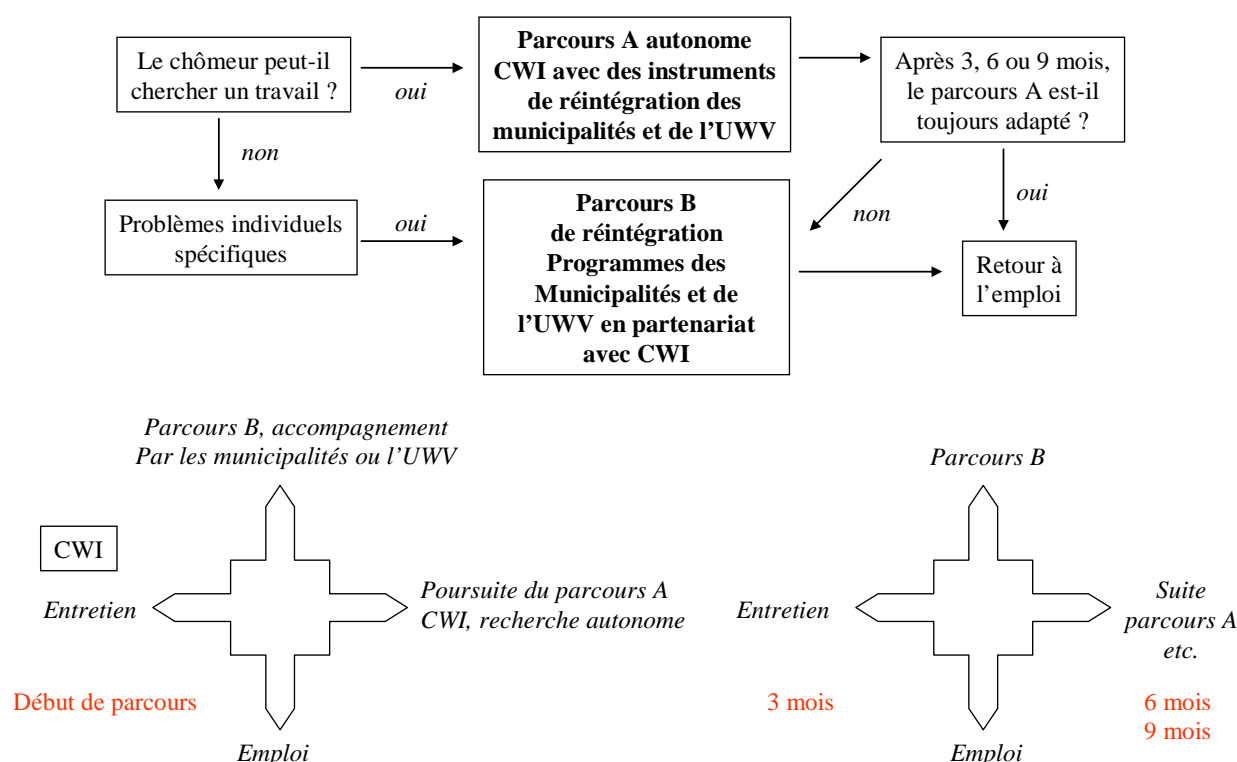 Le chômeur peut-il
chercher un travail ?
oui
Parcours A autonome
CWI avec des instruments
de réintégration des
municipalités et de l'UWV
Après 3, 6 ou 9 mois,
le parcours A est-il
toujours adapté ?
non
non
oui
Problèmes individuels
spécifiques
oui
Parcours B
de réintégration
Programmes des
Municipalités et de
l'UWV en partenariat
avec CWI
Retour à
l'emploi
Parcours B, accompagnement
Par les municipalités ou l'UWV
CWI
Entretien
Poursuite du parcours A
CWI, recherche autonome
Début de parcours
Emploi
Parcours B
Entretien
Suite
parcours A
etc.
3 mois
6 mois
9 mois
Emploi